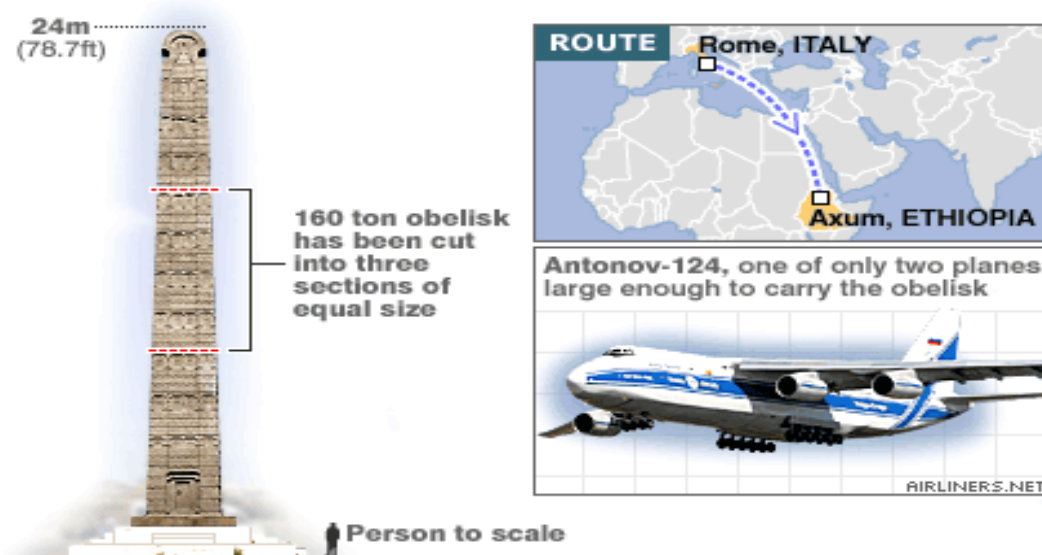 24m
(78.7ft)
160 ton obelisk
has been cut
into three
sections of
equal size
Person to scale
ROUTE
Rome, ITALY
Axum, ETHIOPIA
Antonov-124, one of only two planes
large enough to carry the obelisk
AIRLINERS.NET